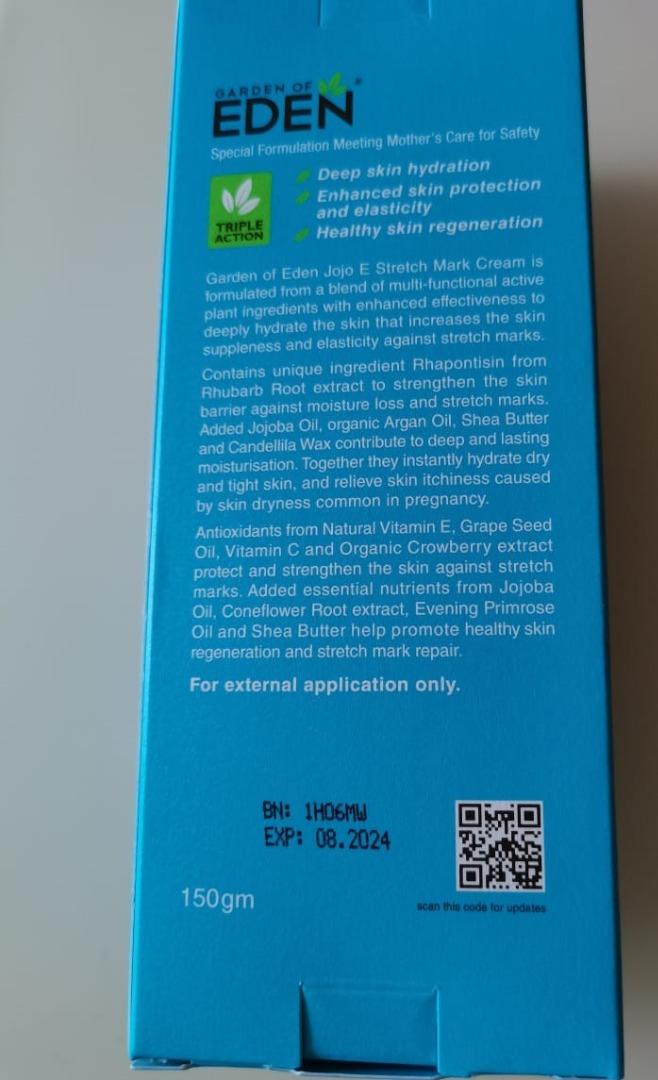 GARDEN OF
EDEN®
Special Formulation Meeting Mother's Care for Safety
TRIPLE
ACTION
Deep skin hydration
Enhanced skin protection
and elasticity
Healthy skin regeneration
Garden of Eden Jojo E Stretch Mark Cream is
formulated from a blend of multi-functional active
plant ingredients with enhanced effectiveness to
deeply hydrate the skin that increases the skin
suppleness and elasticity against stretch marks.
Contains unique ingredient Rhapontisin from
Rhubarb Root extract to strengthen the skin
barrier against moisture loss and stretch marks.
Added Jojoba Oil, organic Argan Oil, Shea Butter
and Candellila Wax contribute to deep and lasting
moisturisation. Together they instantly hydrate dry
and tight skin, and relieve skin itchiness caused
by skin dryness common in pregnancy.
Antioxidants from Natural Vitamin E, Grape Seed
Oil, Vitamin C and Organic Crowberry extract
protect and strengthen the skin against stretch
marks. Added essential nutrients from Jojoba
Oil, Coneflower Root extract, Evening Primrose
Oil and Shea Butter help promote healthy skin
regeneration and stretch mark repair.
For external application only.
BN: 1H06MW
EXP: 08.2024
150gm
scan this code for updates